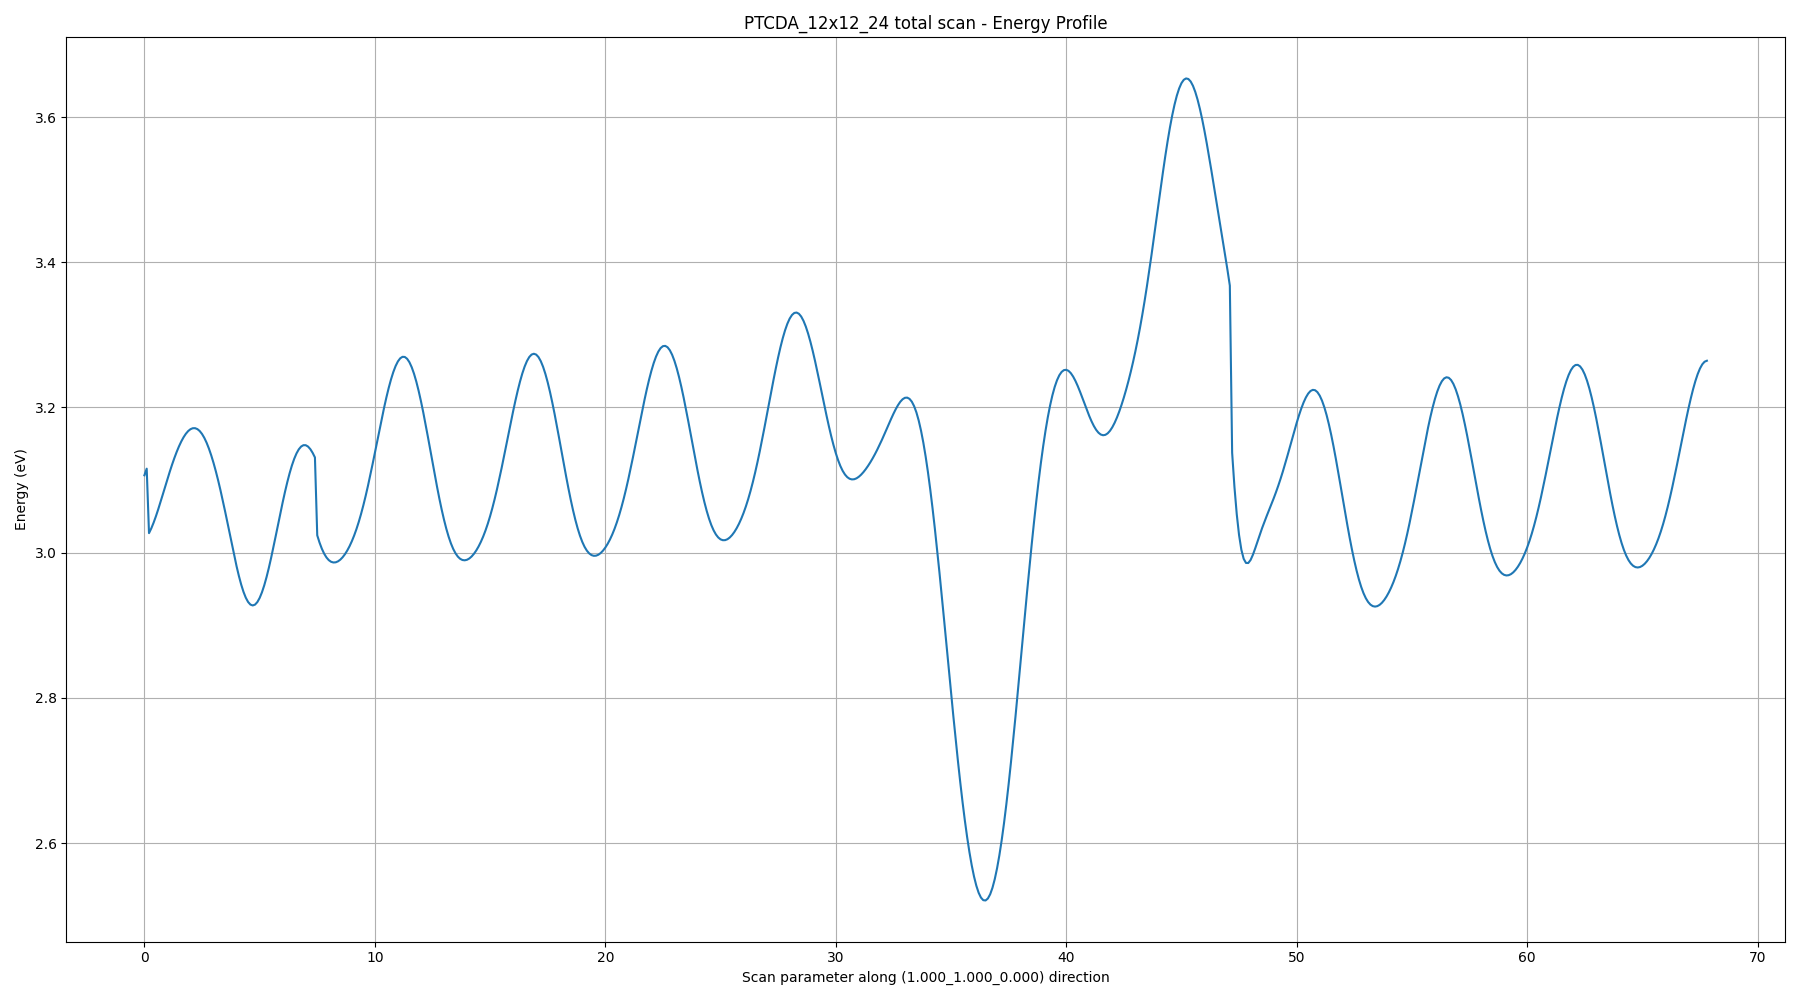 PTCDA_12x12_24 total scan - Energy Profile
Energy (eV)
3.6
3.4
3.2
3.0
2.8
2.6
0 10 20 30 40 50 60 70
Scan parameter along (1.000_1.000_0.000) direction